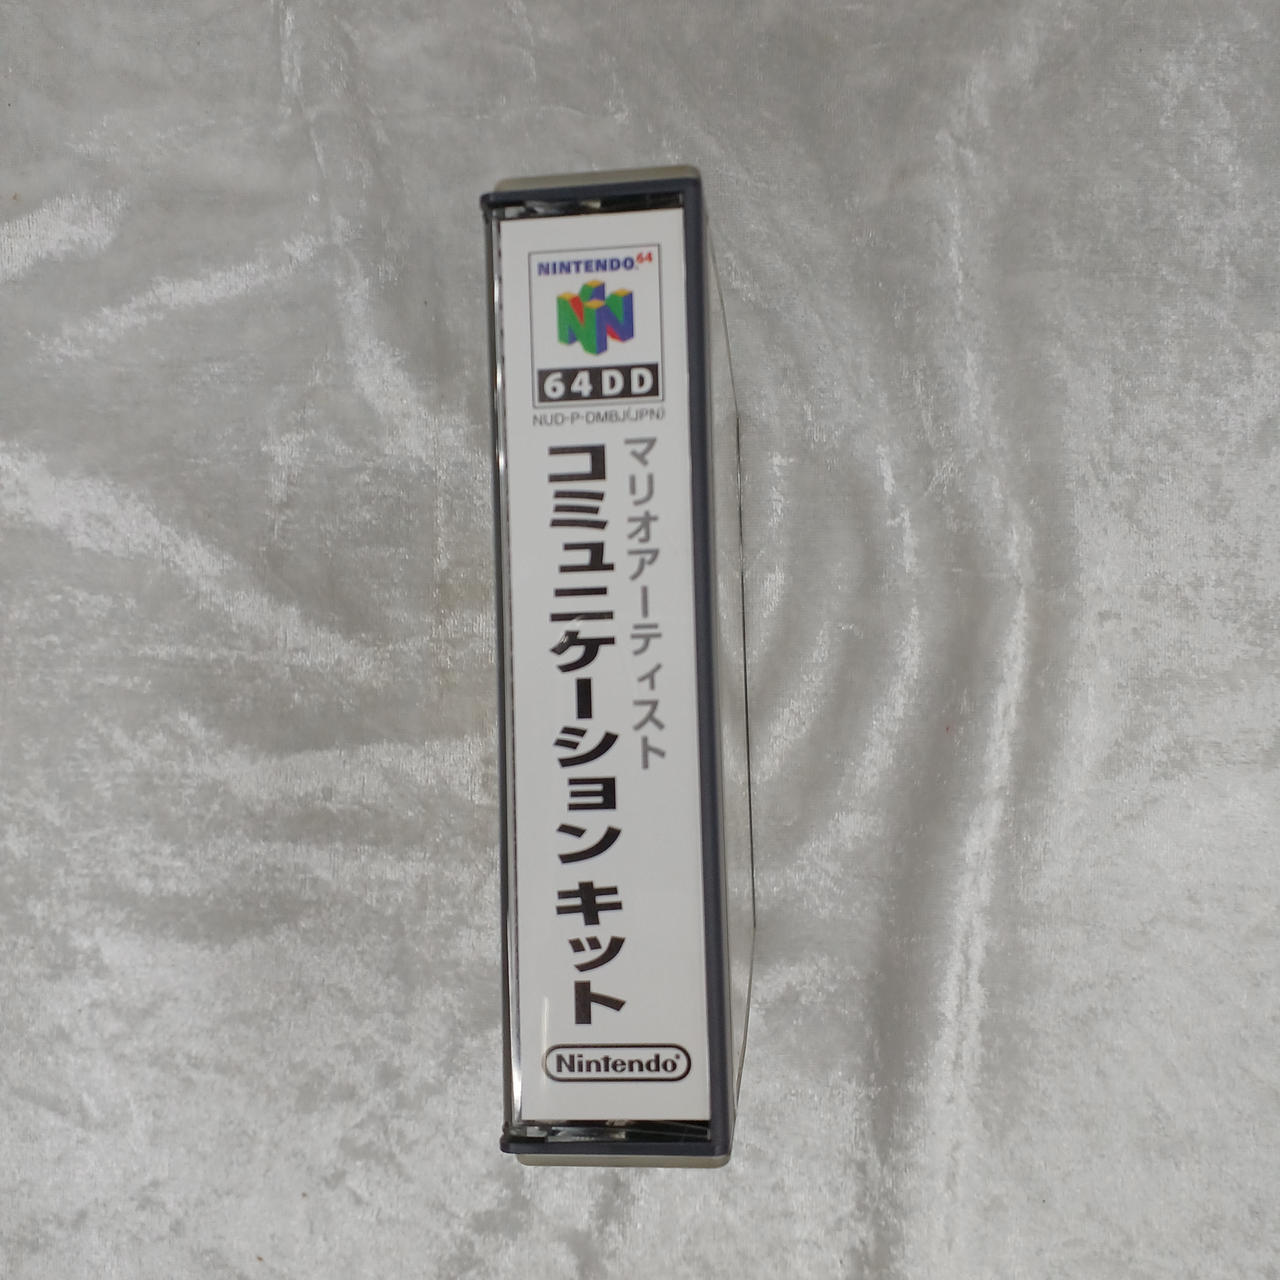 NINTENDO64
64DD
NUD-P-DMBJ(JPN)
マリオアーティスト
コミュニケーション キット
Nintendo®